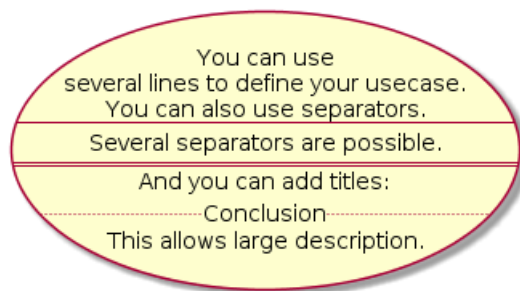 You can use
several lines to define your usecase.
You can also use separators.
Several separators are possible.
And you can add titles:
Conclusion
This allows large description.